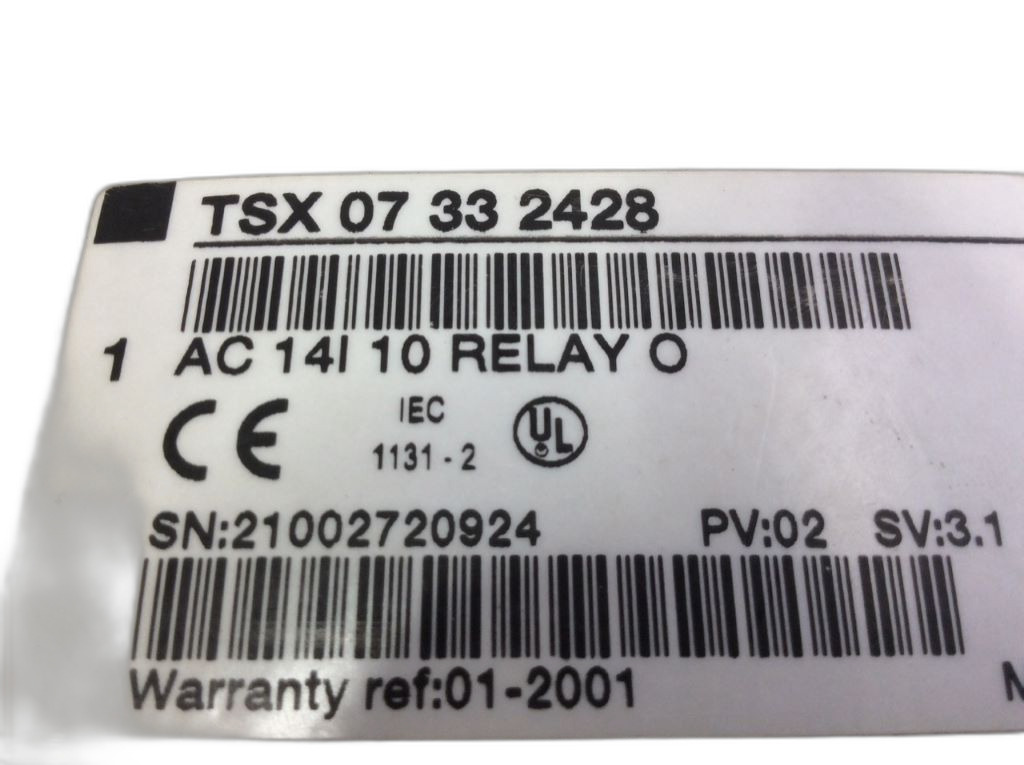 TSX 07 33 2428
1 AC 14I 10 RELAY O
CE IEC 1131-2 UL
SN:21002720924 PV:02 SV:3.1
Warranty ref:01-2001